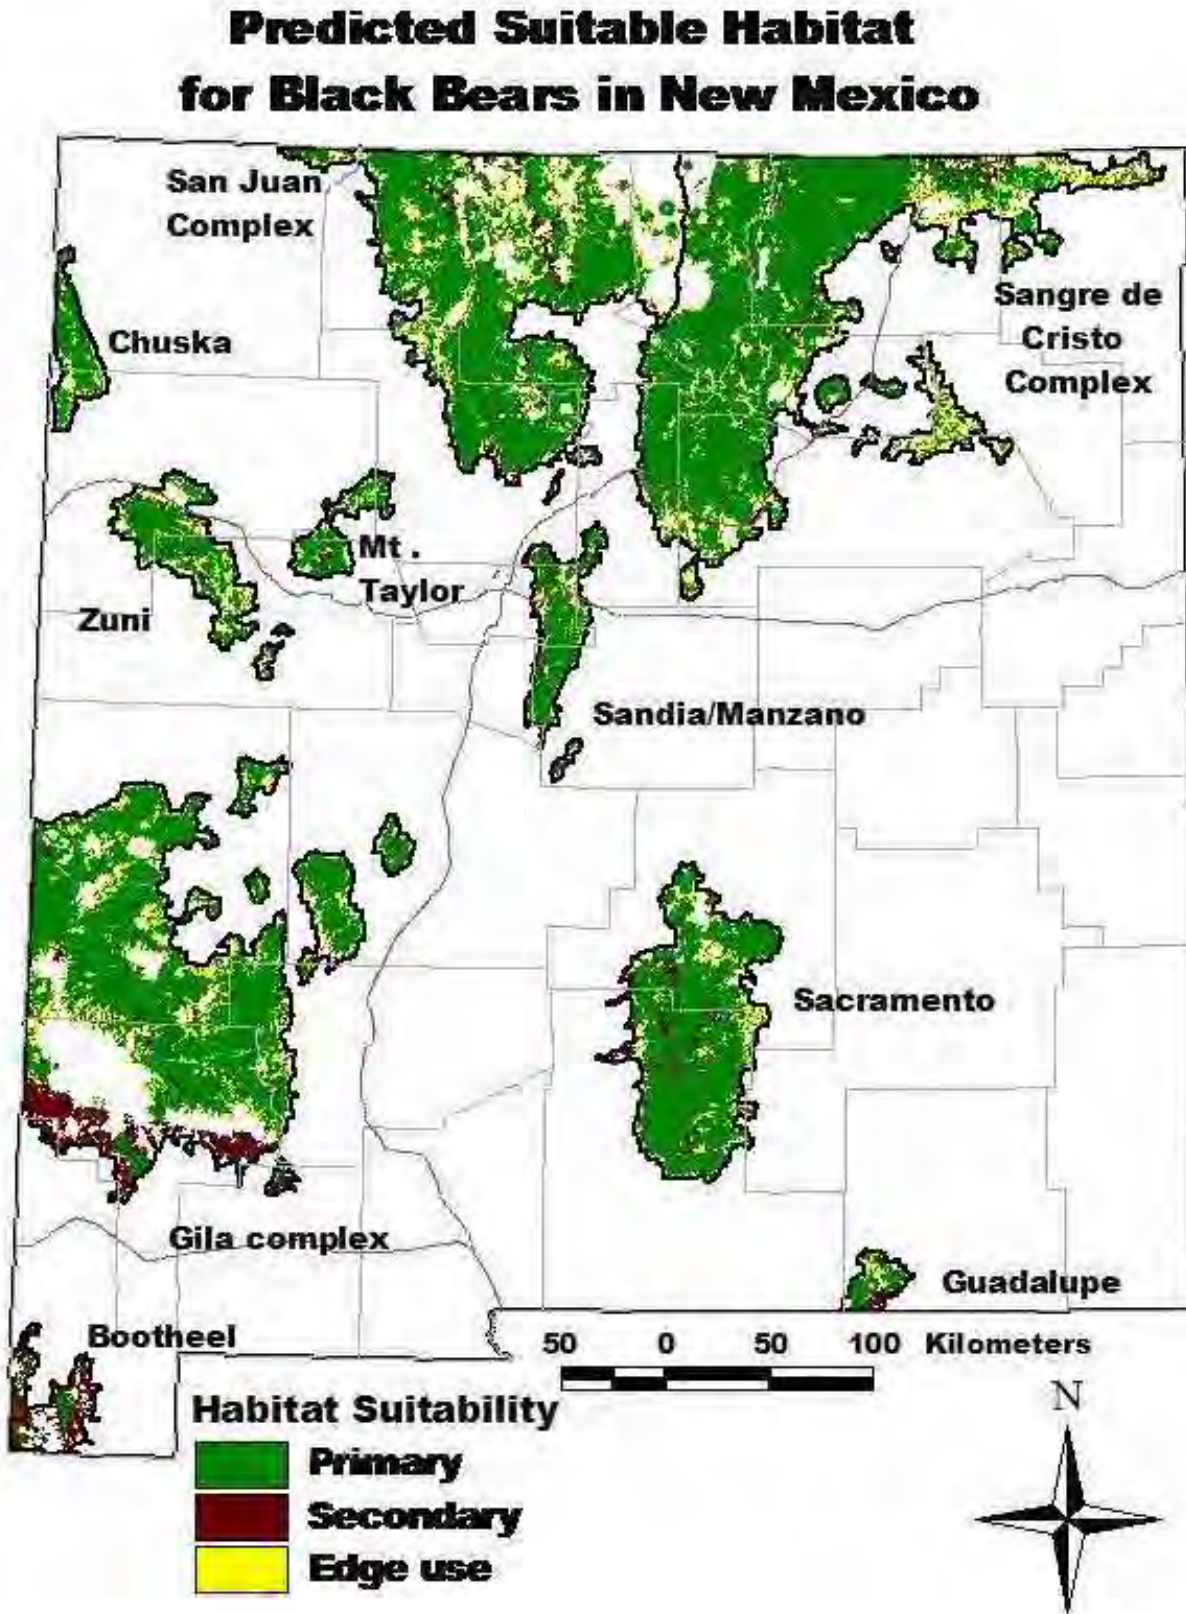 Predicted Suitable Habitat
for Black Bears in New Mexico
San Juan
Complex
Chuska
Sangre de
Cristo
Complex
Mt .
Taylor
Zuni
Sandia/Manzano
Sacramento
Gila complex
Guadalupe
Bootheel
50 0 50 100 Kilometers
N
Habitat Suitability
Primary
Secondary
Edge use